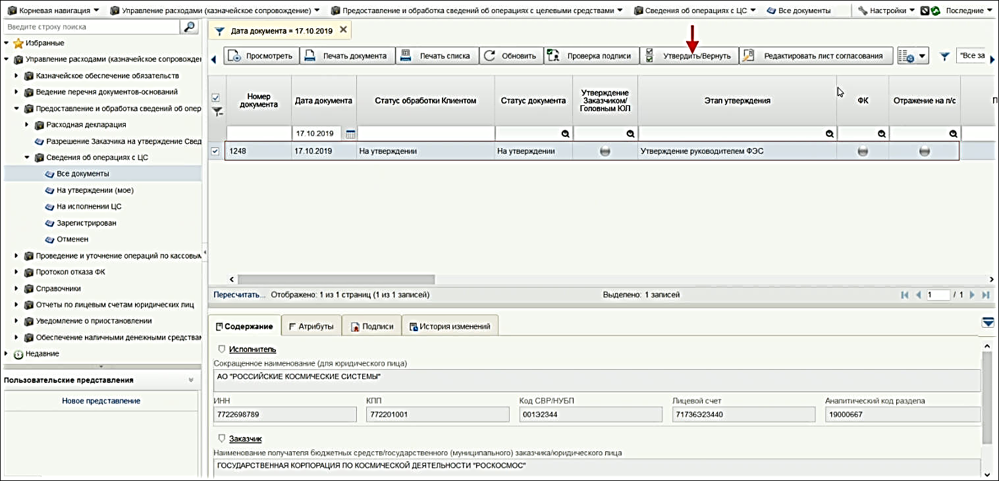 Корневая навигация
Управление расходами (казначейское сопровождение)
Предоставление и обработка сведений об операциях с целевыми средствами
Сведения об операциях с ЦС
Все документы
Настройки
Последние
Введите строку поиска
Избранные
Управление расходами (казначейское сопровожден
Казначейское обеспечение обязательств
Ведение перечня документов-оснований
Предоставление и обработка сведений об опер
Расходная декларация
Разрешение Заказчика на утверждение Свед
Сведения об операциях с ЦС
Все документы
На утверждении (мое)
На исполнении ЦС
Зарегистрирован
Отменен
Проведение и уточнение операций по кассовым
Протокол отказа ФК
Справочники
Отчеты по лицевым счетам юридических лиц
Уведомление о приостановлении
Обеспечение наличными денежными средствам
Недавние
Пользовательские представления
Новое представление
Дата документа = 17.10.2019
Просмотреть
Печать документа
Печать списка
Обновить
Проверка подписи
Утвердить/Вернуть
Редактировать лист согласования
"Все за
Номер документа
Дата документа
Статус обработки Клиентом
Статус документа
Утверждение Заказчиком/ Головным ЮЛ
Этап утверждения
ФК
Отражение на л/с
П
17.10.2019
1248 17.10.2019 На утверждении На утверждении Утверждение руководителем ФЭС
Пересчитать... Отображено: 1 из 1 страниц (1 из 1 записей) Выделено: 1 записей 1 / 1
Содержание
Атрибуты
Подписи
История изменений
Исполнитель
Сокращенное наименование (для юридического лица)
АО "РОССИЙСКИЕ КОСМИЧЕСКИЕ СИСТЕМЫ"
ИНН КПП Код СВР/НУБП Лицевой счет Аналитический код раздела
7722698789 772201001 001Э2344 71736Э23440 19000667
Заказчик
Наименование получателя бюджетных средств/государственного (муниципального) заказчика/юридического лица
ГОСУДАРСТВЕННАЯ КОРПОРАЦИЯ ПО КОСМИЧЕСКОЙ ДЕЯТЕЛЬНОСТИ "РОСКОСМОС"